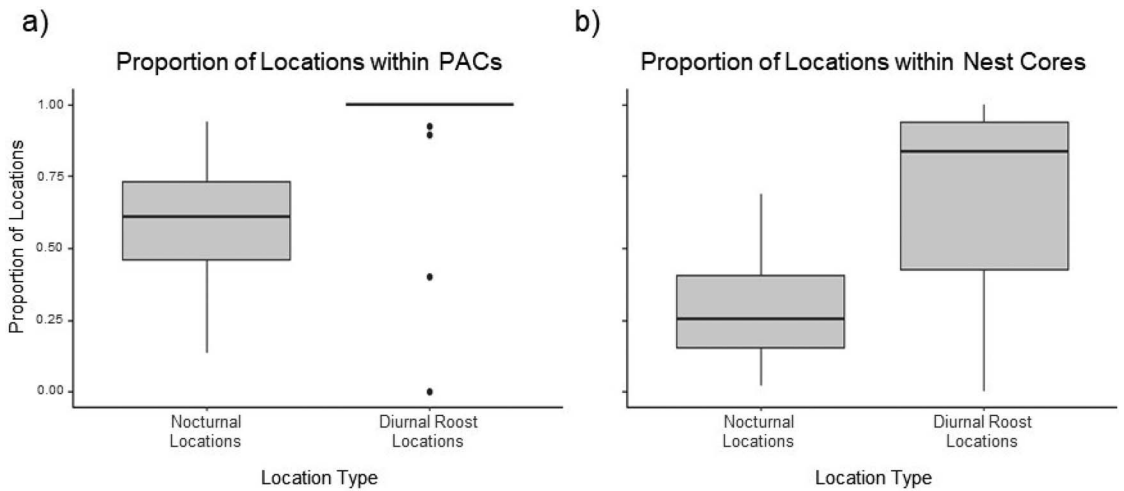 a)
Proportion of Locations within PACs
Proportion of Locations
1.00
0.75
0.50
0.25
0.00
Nocturnal
Locations
Diurnal Roost
Locations
Location Type
b)
Proportion of Locations within Nest Cores
Nocturnal
Locations
Diurnal Roost
Locations
Location Type